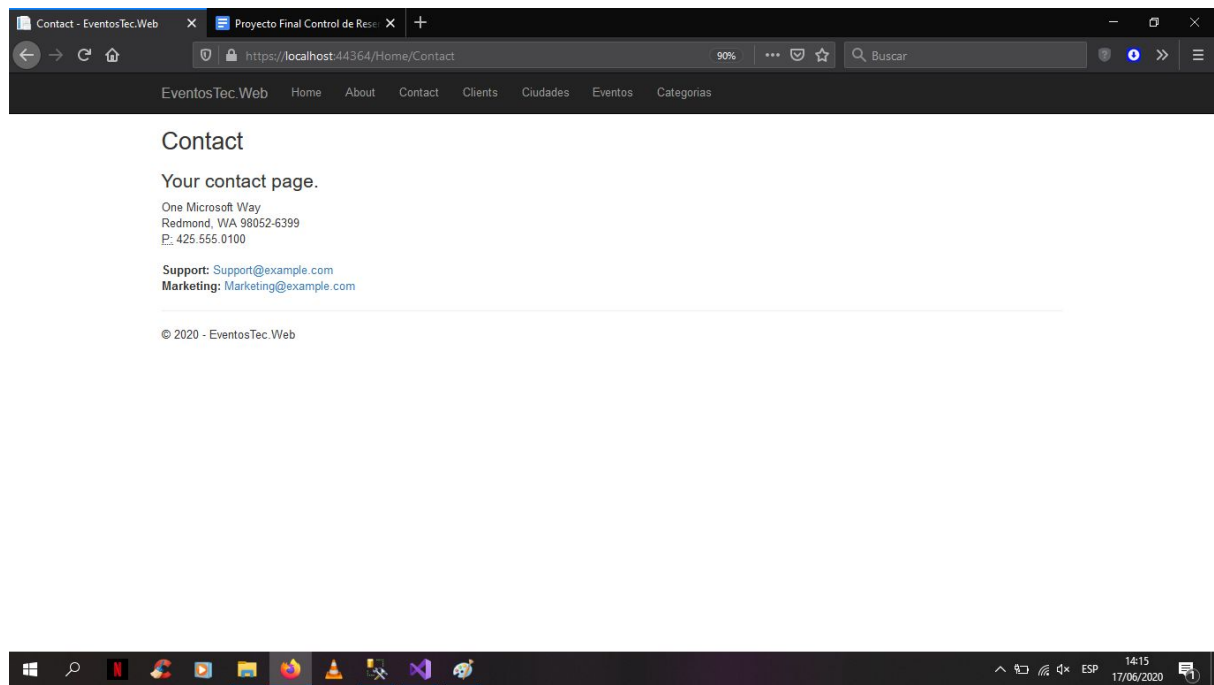 Contact - EventosTec.Web
Proyecto Final Control de Rese
https://localhost:44364/Home/Contact
90%
Buscar
EventosTec.Web Home About Contact Clients Ciudades Eventos Categorias
Contact
Your contact page.
One Microsoft Way
Redmond, WA 98052-6399
P: 425.555.0100
Support: Support@example.com
Marketing: Marketing@example.com
© 2020 - EventosTec.Web
N
ESP
14:15
17/06/2020
1